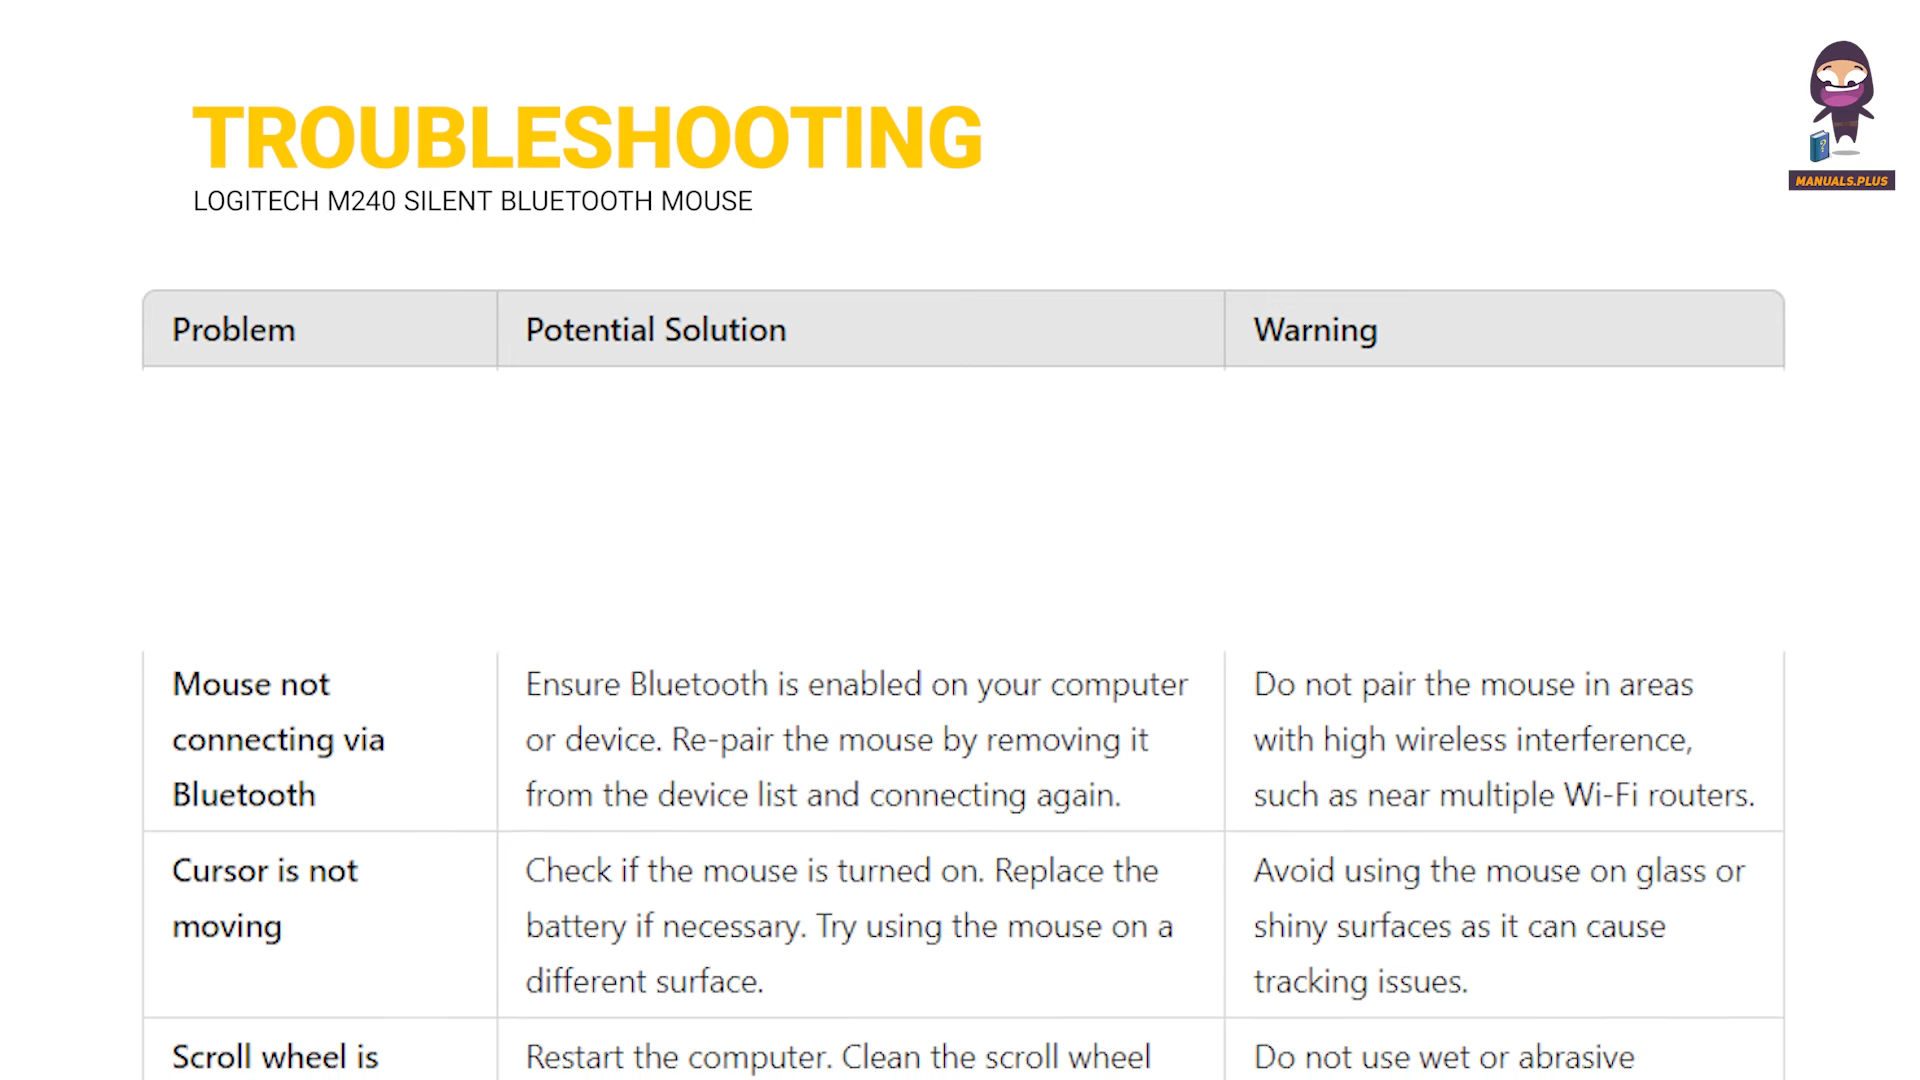 TROUBLESHOOTING
LOGITECH M240 SILENT BLUETOOTH MOUSE
?
MANUALS.PLUS
Problem
Potential Solution
Warning
Mouse not
connecting via
Bluetooth
Ensure Bluetooth is enabled on your computer
or device. Re-pair the mouse by removing it
from the device list and connecting again.
Do not pair the mouse in areas
with high wireless interference,
such as near multiple Wi-Fi routers.
Cursor is not
moving
Check if the mouse is turned on. Replace the
battery if necessary. Try using the mouse on a
different surface.
Avoid using the mouse on glass or
shiny surfaces as it can cause
tracking issues.
Scroll wheel is
Restart the computer. Clean the scroll wheel
Do not use wet or abrasive